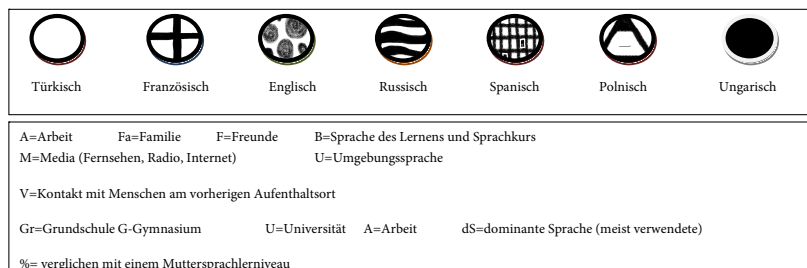 Türkisch Französisch Englisch Russisch Spanisch Polnisch Ungarisch
A=Arbeit Fa=Familie F=Freunde B=Sprache des Lernens und Sprachkurs
M=Media (Fernsehen, Radio, Internet) U=Umgebungssprache
V=Kontakt mit Menschen am vorherigen Aufenthaltsort
Gr=Grundschule G-Gymnasium U=Universität A=Arbeit dS=dominante Sprache (meist verwendete)
%= verglichen mit einem Muttersprachlerniveau